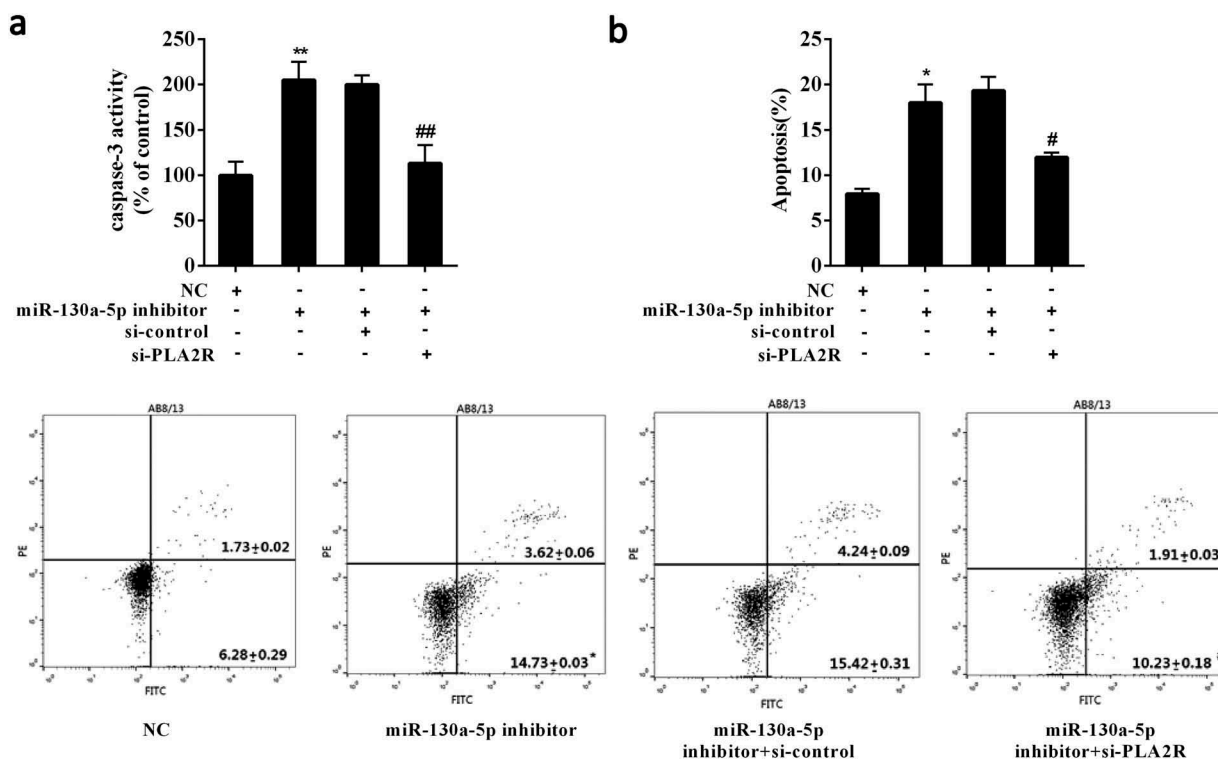 a
b
250
200
150
100
50
0
caspase-3 activity
(% of control)
**
##
NC + - - -
miR-130a-5p inhibitor - + + +
si-control - - + -
si-PLA2R - - - +
25
20
15
10
5
0
Apoptosis(%)
*
#
NC + - - -
miR-130a-5p inhibitor - + + +
si-control - - + -
si-PLA2R - - - +
AB8/13
PE
1.73±0.02
6.28±0.29
FITC
NC
AB8/13
PE
3.62±0.06
14.73±0.03*
FITC
miR-130a-5p inhibitor
AB8/13
PE
4.24±0.09
15.42±0.31
FITC
miR-130a-5p
inhibitor+si-control
AB8/13
PE
1.91±0.03
10.23±0.18
FITC
miR-130a-5p
inhibitor+si-PLA2R